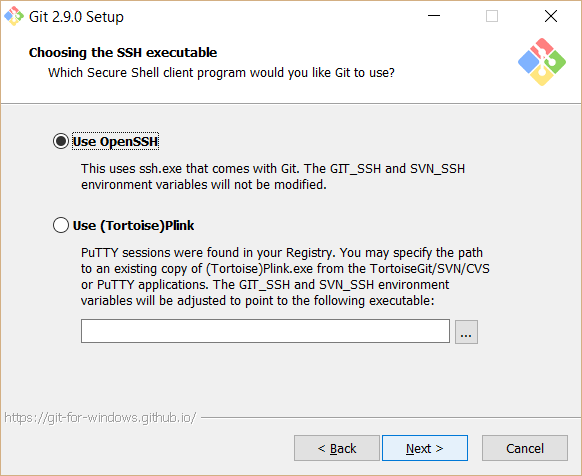 Git 2.9.0 Setup
Choosing the SSH executable
Which Secure Shell client program would you like Git to use?
Use OpenSSH
This uses ssh.exe that comes with Git. The GIT_SSH and SVN_SSH
environment variables will not be modified.
Use (Tortoise)Plink
PuTTY sessions were found in your Registry. You may specify the path
to an existing copy of (Tortoise)Plink.exe from the TortoiseGit/SVN/CVS
or PuTTY applications. The GIT_SSH and SVN_SSH environment
variables will be adjusted to point to the following executable:
...
https://git-for-windows.github.io/
< Back
Next >
Cancel